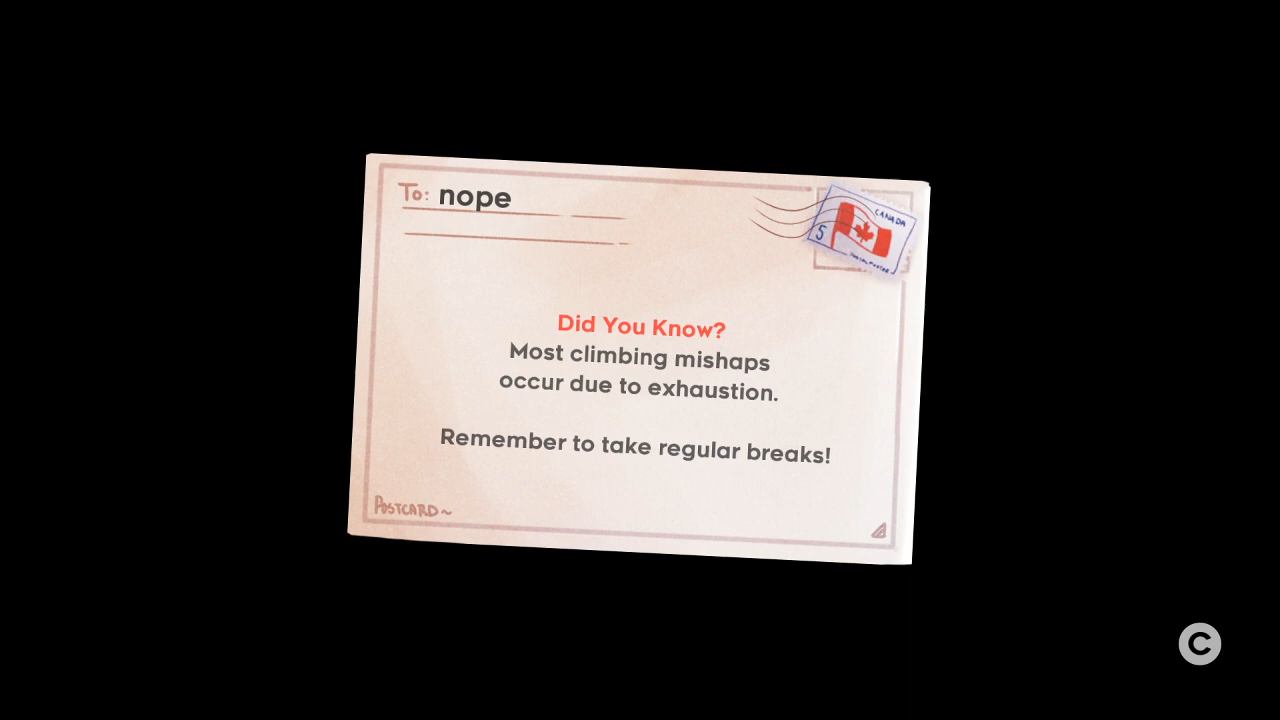 To: nope
CANADA
5
Did You Know?
Most climbing mishaps
occur due to exhaustion.
Remember to take regular breaks!
POSTCARD~
C